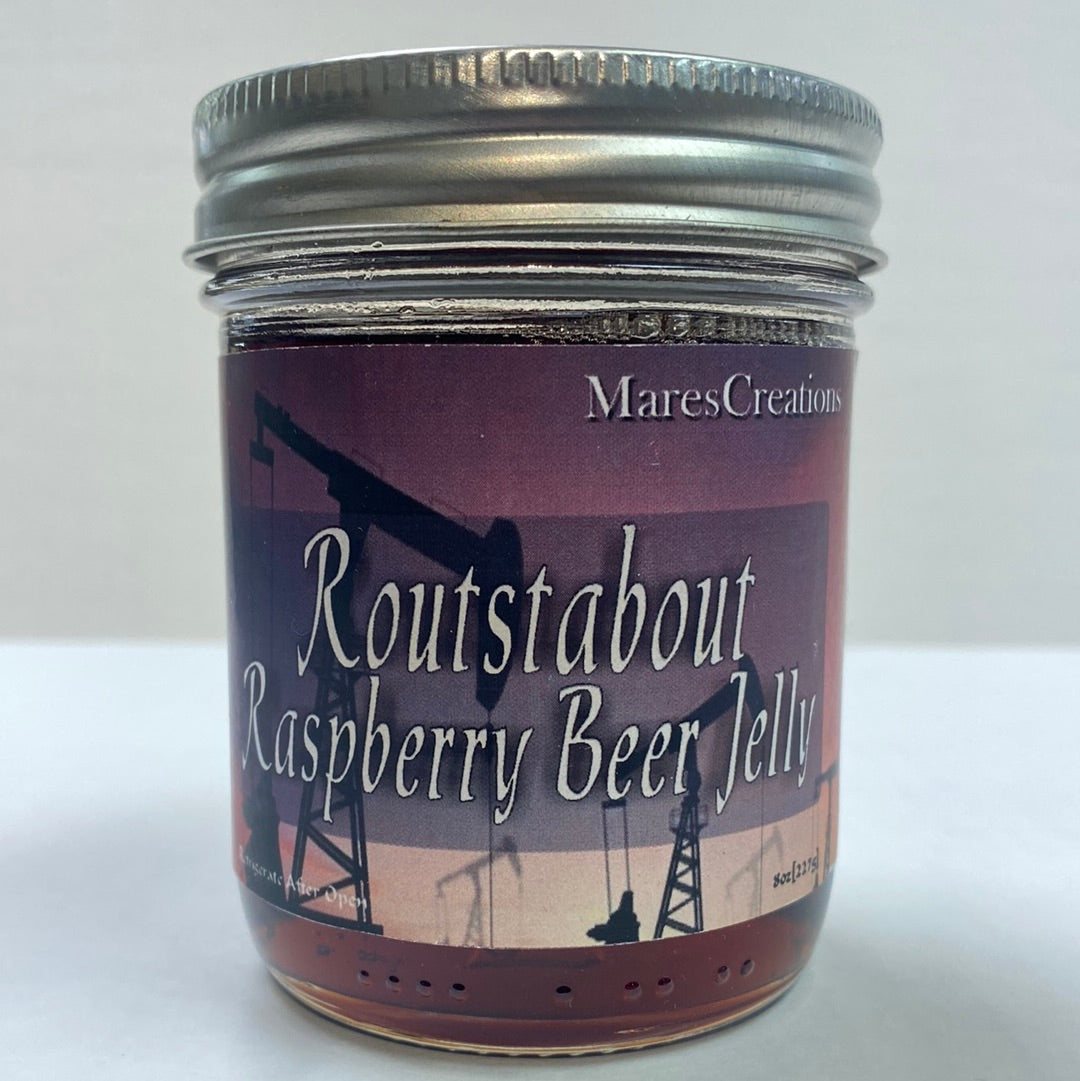 MaresCreations
Routstabout
Raspberry Beer Jelly
Refrigerate After Open
8oz[227g]